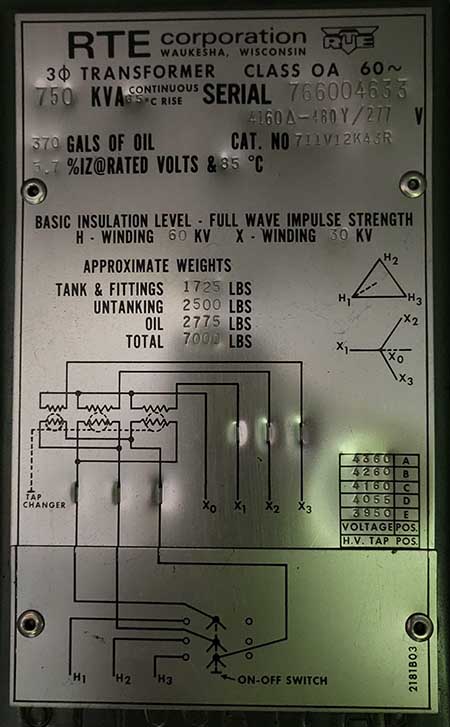 RTE corporation
WAUKESHA, WISCONSIN
RTE
3ϕ TRANSFORMER CLASS OA 60~
750 KVA CONTINUOUS 65 °C RISE SERIAL 766004633
4160Δ-480Y/277 V
370 GALS OF OIL CAT. NO 711V12K43R
5.7 %IZ@RATED VOLTS & 85 °C
BASIC INSULATION LEVEL - FULL WAVE IMPULSE STRENGTH
H - WINDING 60 KV X - WINDING 30 KV
APPROXIMATE WEIGHTS
TANK & FITTINGS 1725 LBS
UNTANKING 2500 LBS
OIL 2775 LBS
TOTAL 7000 LBS
H2
H1 H3
X2
X1 X0
X3
TAP CHANGER
X0 X1 X2 X3
4360 A
4260 B
4160 C
4055 D
3950 E
VOLTAGE POS.
H.V. TAP POS.
H1 H2 H3
ON-OFF SWITCH
2181B03